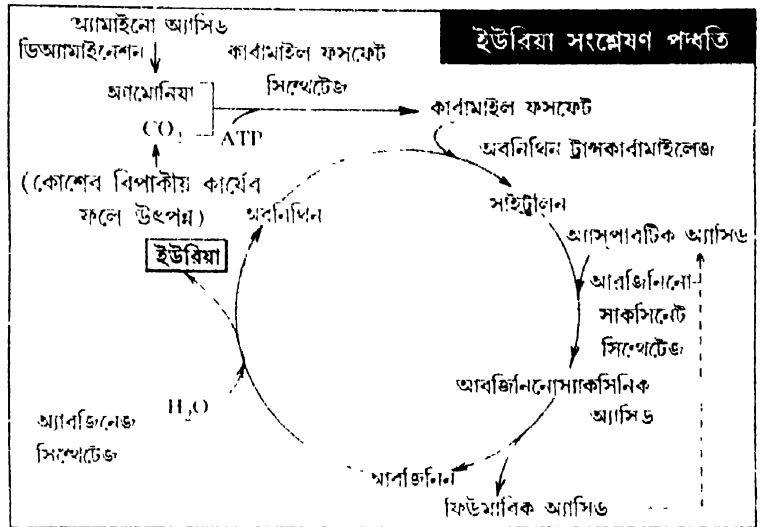 ইউরিয়া সংশ্লেষণ পদ্ধতি
অ্যামাইনো অ্যাসিড
ডিঅ্যামাইনেশন
কার্বামাইল ফসফেট
সিন্থেটেজ
অ্যামোনিয়া
CO₂
ATP
কার্বামাইল ফসফেট
অরনিথিন ট্রান্সকার্বামাইলেজ
(কোশের বিপাকীয় কার্যের
ফলে উৎপন্ন)
অরনিথিন
সাইট্রুলিন
ইউরিয়া
অ্যাস্পারটিক অ্যাসিড
আরজিনিনো-
সাকসিনেট
সিন্থেটেজ
আরজিনিনোস্যাকসিনিক
অ্যাসিড
H₂O
অ্যারজিনেজ
সিন্থেটেজ
আরজিনিন
ফিউমারিক অ্যাসিড